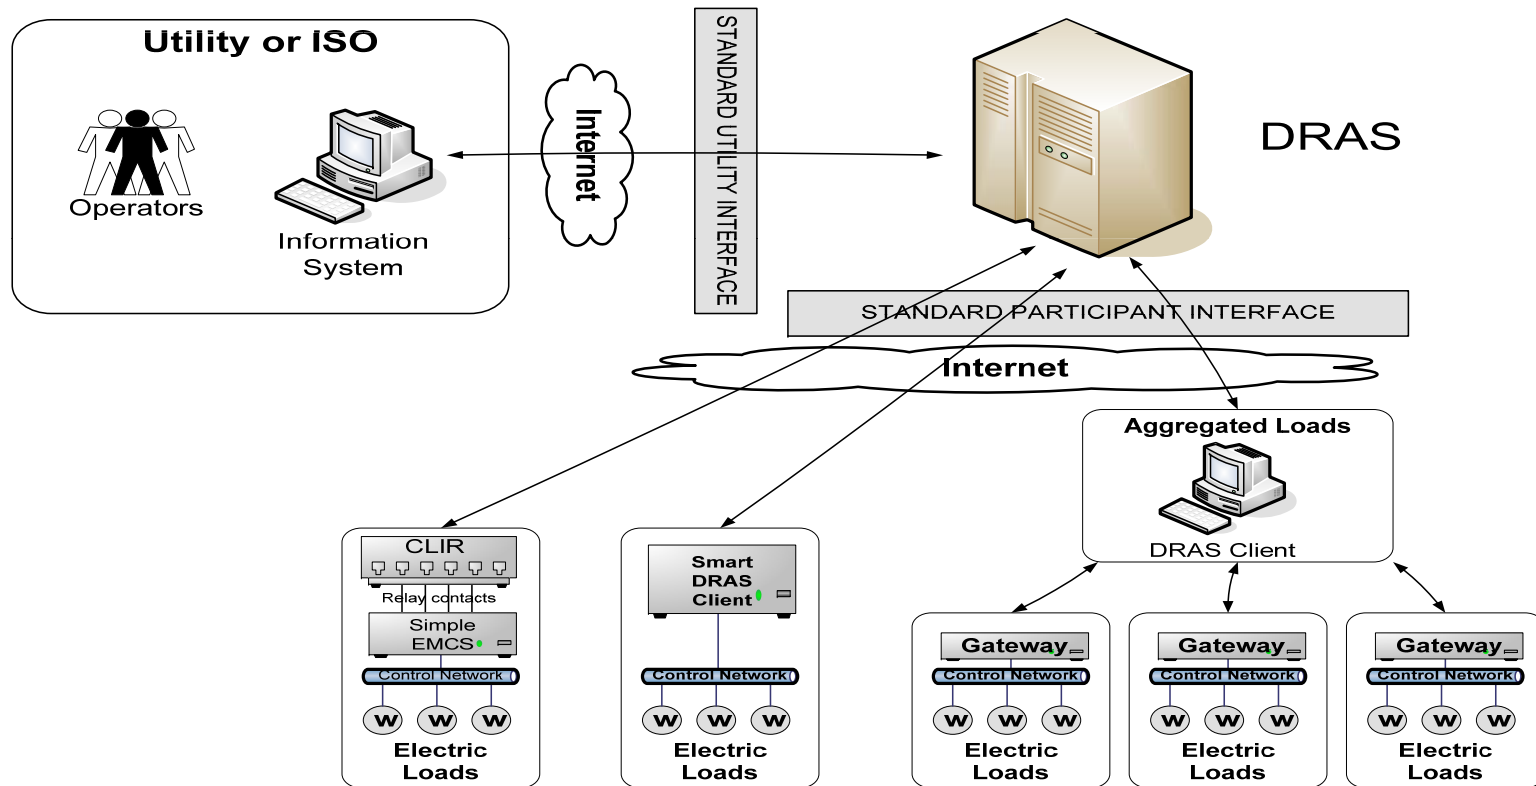 Utility or ISO
Operators
Information
System
Internet
STANDARD UTILITY INTERFACE
DRAS
STANDARD PARTICIPANT INTERFACE
Internet
Aggregated Loads
DRAS Client
CLIR
Relay contacts
Simple
EMCS
Control Network
W W W
Electric
Loads
Smart
DRAS
Client
Control Network
W W W
Electric
Loads
Gateway
Control Network
W W W
Electric
Loads
Gateway
Control Network
W W W
Electric
Loads
Gateway
Control Network
W W W
Electric
Loads